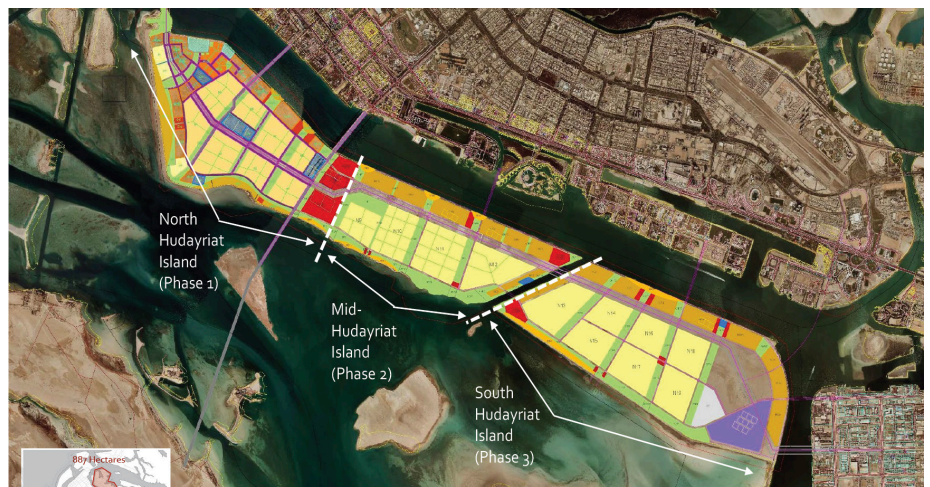 North
Hudayriat
Island
(Phase 1)
Mid-
Hudayriat
Island
(Phase 2)
South
Hudayriat
Island
(Phase 3)
887 Hectares